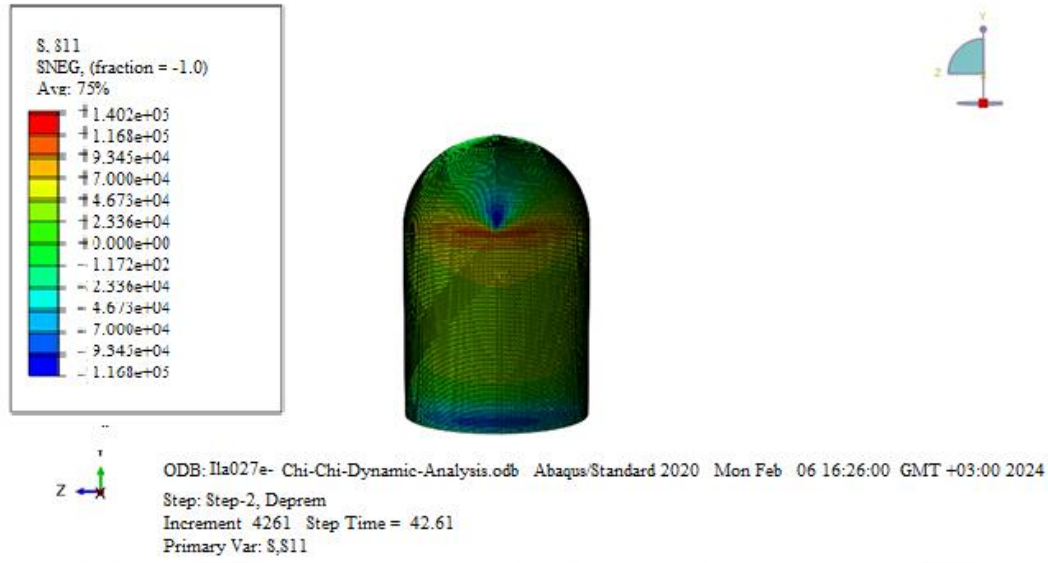 S, S11
SNEG, (fraction = -1.0)
Avg: 75%
+1.402e+05
+1.168e+05
+9.345e+04
+7.000e+04
+4.673e+04
+2.336e+04
+0.000e+00
-1.172e+02
-2.336e+04
-4.673e+04
-7.000e+04
-9.345e+04
-1.168e+05
Y
Z
Y
Z
X
ODB: Ila027e- Chi-Chi-Dynamic-Analysis.odb Abaqus/Standard 2020 Mon Feb 06 16:26:00 GMT +03:00 2024
Step: Step-2, Deprem
Increment 4261 Step Time = 42.61
Primary Var: S,S11